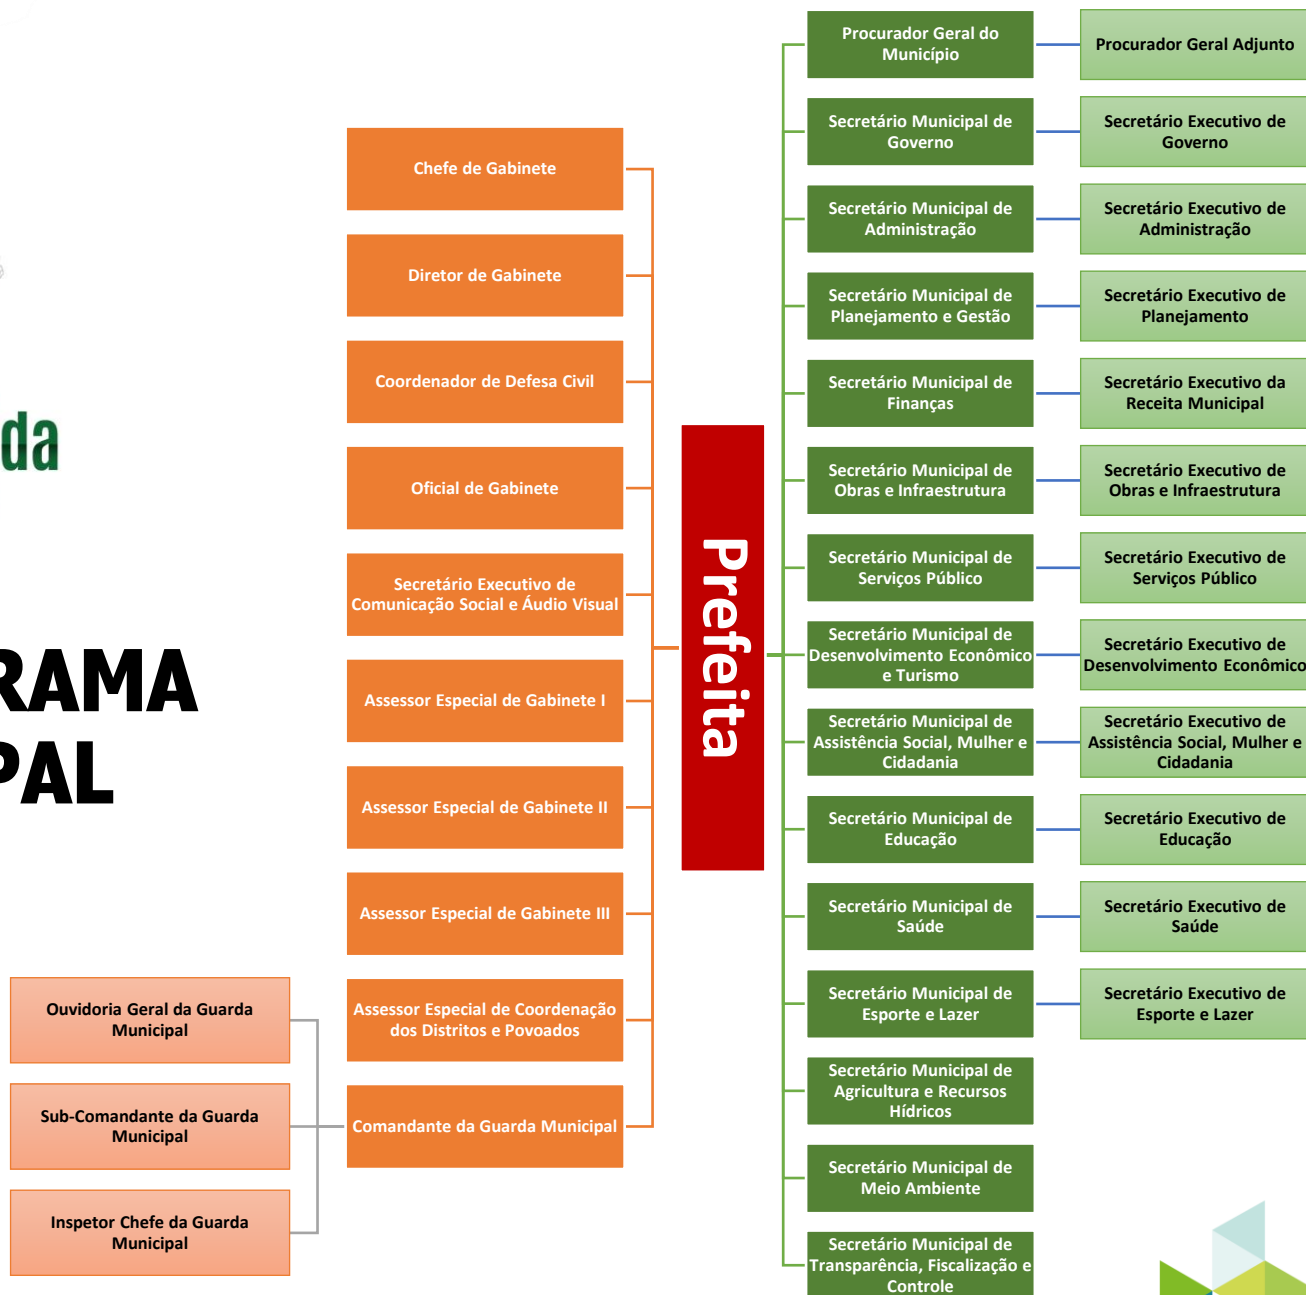 da
RAMA
PAL
Ouvidoria Geral da Guarda
Municipal
Sub-Comandante da Guarda
Municipal
Inspetor Chefe da Guarda
Municipal
Chefe de Gabinete
Diretor de Gabinete
Coordenador de Defesa Civil
Oficial de Gabinete
Secretário Executivo de
Comunicação Social e Áudio Visual
Assessor Especial de Gabinete I
Assessor Especial de Gabinete II
Assessor Especial de Gabinete III
Assessor Especial de Coordenação
dos Distritos e Povoados
Comandante da Guarda Municipal
Prefeita
Procurador Geral do
Município
Procurador Geral Adjunto
Secretário Municipal de
Governo
Secretário Executivo de
Governo
Secretário Municipal de
Administração
Secretário Executivo de
Administração
Secretário Municipal de
Planejamento e Gestão
Secretário Executivo de
Planejamento
Secretário Municipal de
Finanças
Secretário Executivo da
Receita Municipal
Secretário Municipal de
Obras e Infraestrutura
Secretário Executivo de
Obras e Infraestrutura
Secretário Municipal de
Serviços Público
Secretário Executivo de
Serviços Público
Secretário Municipal de
Desenvolvimento Econômico
e Turismo
Secretário Executivo de
Desenvolvimento Econômico
Secretário Municipal de
Assistência Social, Mulher e
Cidadania
Secretário Executivo de
Assistência Social, Mulher e
Cidadania
Secretário Municipal de
Educação
Secretário Executivo de
Educação
Secretário Municipal de
Saúde
Secretário Executivo de
Saúde
Secretário Municipal de
Esporte e Lazer
Secretário Executivo de
Esporte e Lazer
Secretário Municipal de
Agricultura e Recursos
Hídricos
Secretário Municipal de
Meio Ambiente
Secretário Municipal de
Transparência, Fiscalização e
Controle